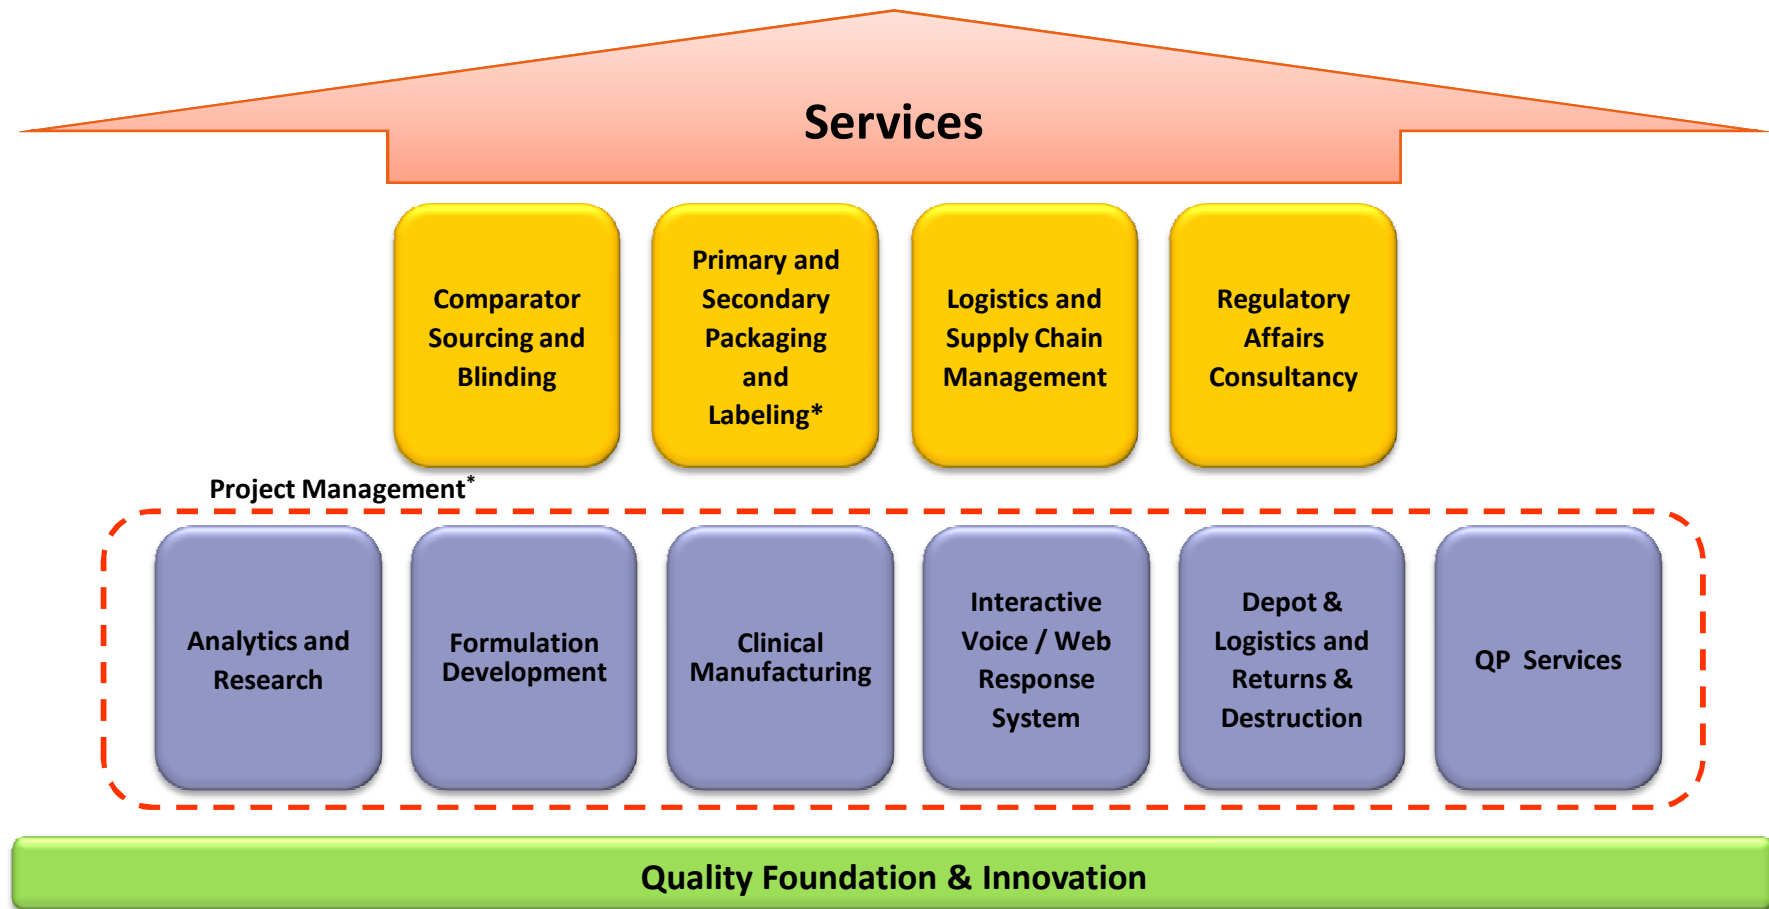 Services
Comparator
Sourcing and
Blinding
Primary and
Secondary
Packaging
and
Labeling*
Logistics and
Supply Chain
Management
Regulatory
Affairs
Consultancy
Project Management*
Analytics and
Research
Formulation
Development
Clinical
Manufacturing
Interactive
Voice / Web
Response
System
Depot &
Logistics and
Returns &
Destruction
QP Services
Quality Foundation & Innovation